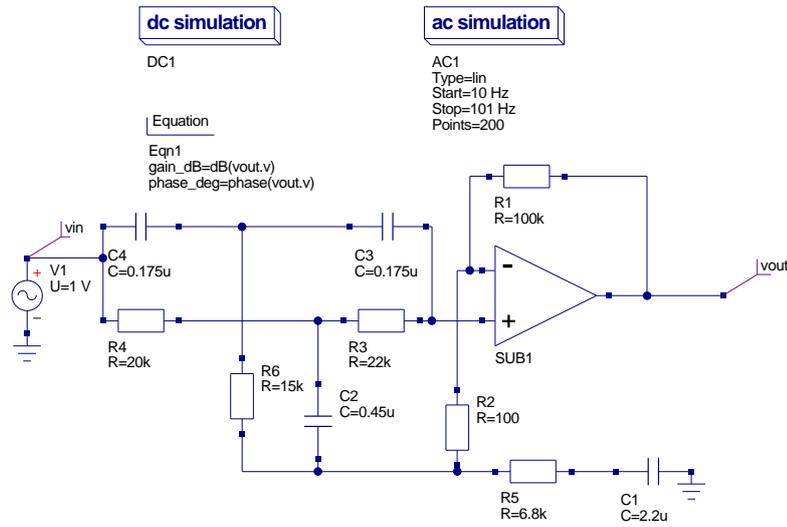 dc simulation
DC1
ac simulation
AC1
Type=lin
Start=10 Hz
Stop=101 Hz
Points=200
Equation
Eqn1
gain_dB=dB(vout.v)
phase_deg=phase(vout.v)
R1
R=100k
vin
+
V1
U=1 V
−
C4
C=0.175u
C3
C=0.175u
-
+
SUB1
vout
R4
R=20k
R3
R=22k
R6
R=15k
C2
C=0.45u
R2
R=100
R5
R=6.8k
C1
C=2.2u